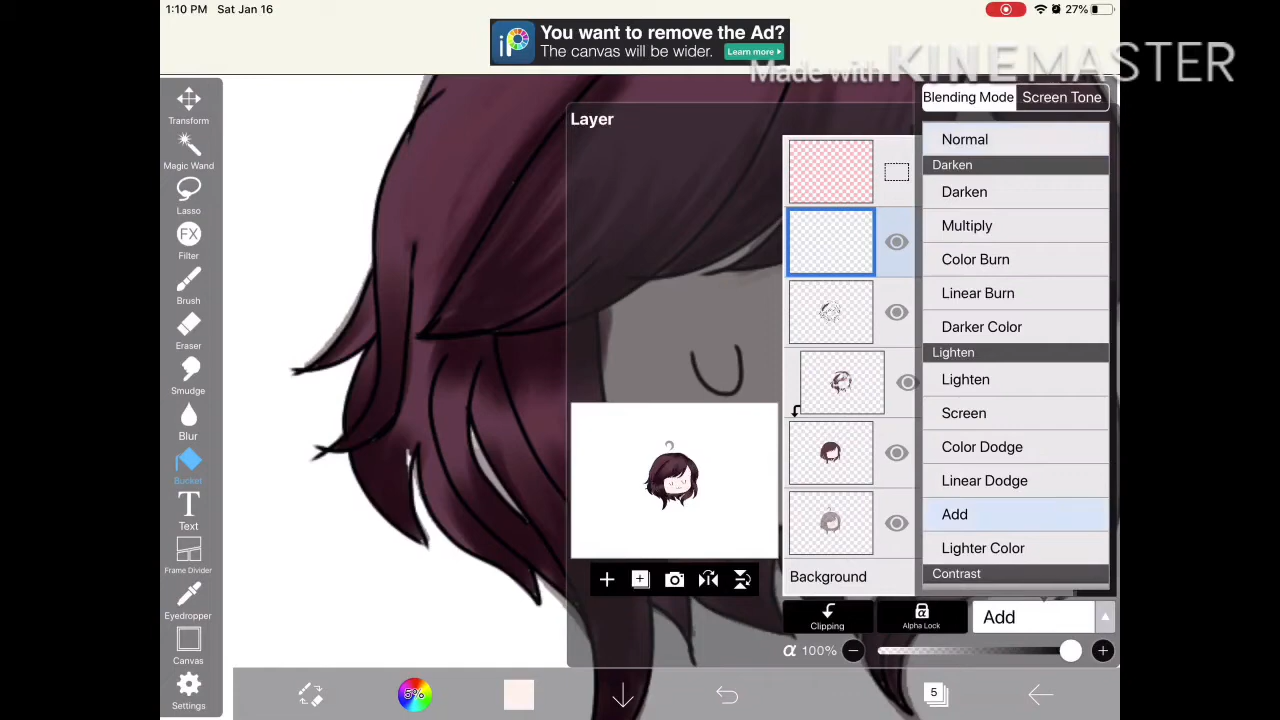 1:10 PM Sat Jan 16
27%
You want to remove the Ad?
The canvas will be wider.
Learn more
Made with KINEMASTER
Transform
Magic Wand
Lasso
FX
Filter
Brush
Eraser
Smudge
Blur
Bucket
T
Text
Frame Divider
Eyedropper
Canvas
Settings
Layer
Background
Blending Mode Screen Tone
Normal
Darken
Darken
Multiply
Color Burn
Linear Burn
Darker Color
Lighten
Lighten
Screen
Color Dodge
Linear Dodge
Add
Lighter Color
Contrast
Clipping
Alpha Lock
Add
α 100%
5%
5